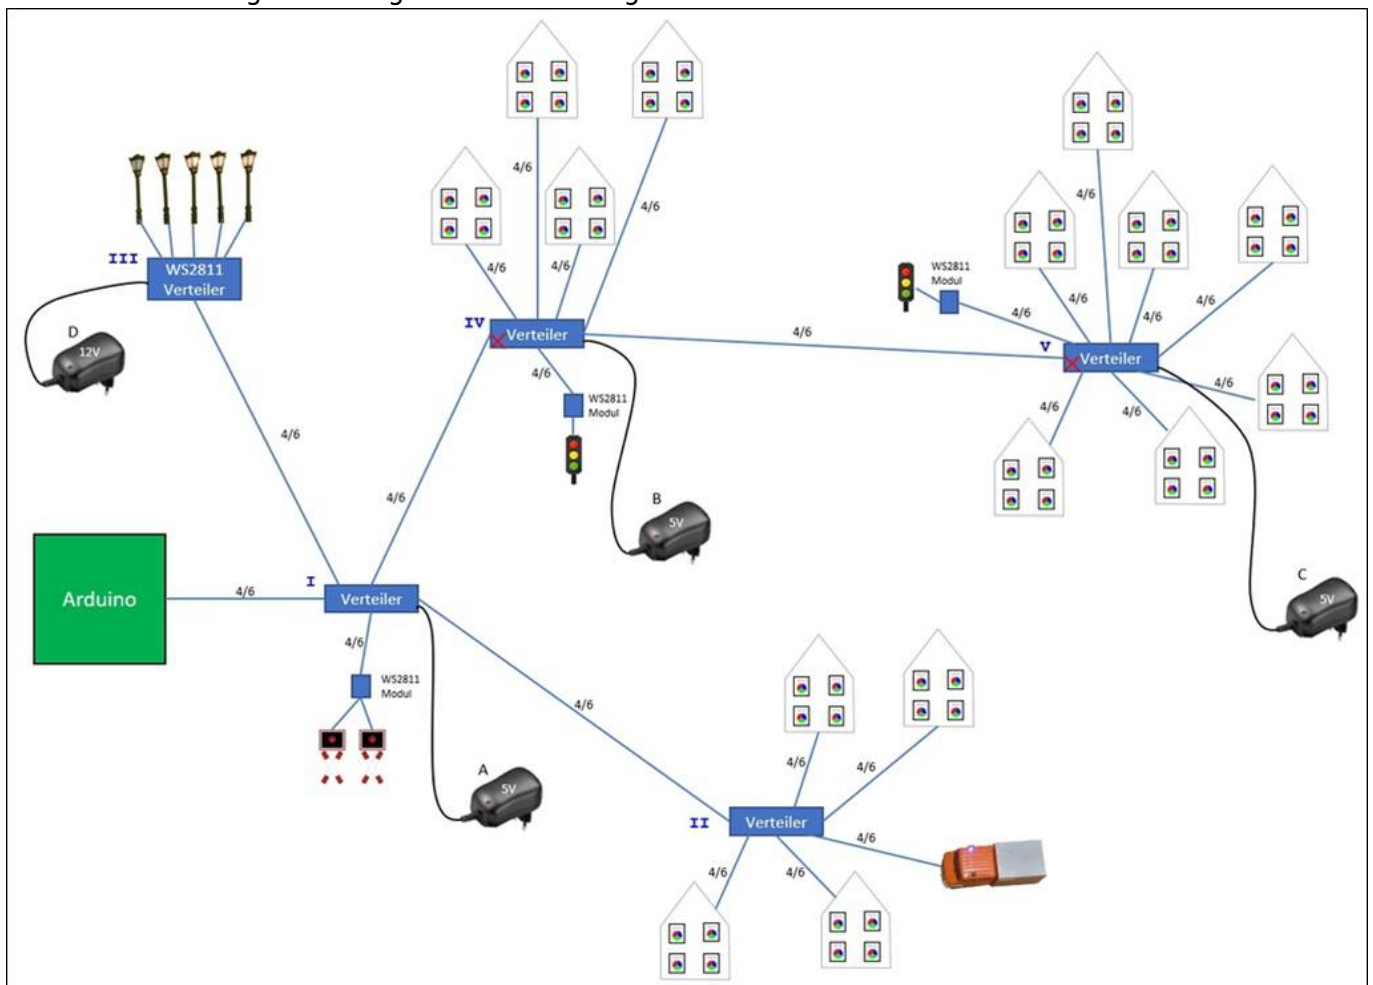 4/6
4/6
4/6
III
WS2811
Verteiler
4/6
4/6
WS2811
Modul
4/6
4/6
4/6
4/6
D
12V
IV
Verteiler
4/6
4/6
V
Verteiler
4/6
4/6
WS2811
Modul
4/6
4/6
4/6
4/6
B
5V
C
5V
Arduino
4/6
I
Verteiler
4/6
WS2811
Modul
4/6
A
5V
4/6
4/6
II
Verteiler
4/6
4/6
4/6